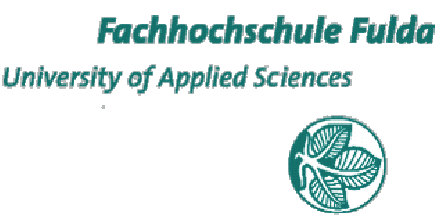 Fachhochschule Fulda
University of Applied Sciences